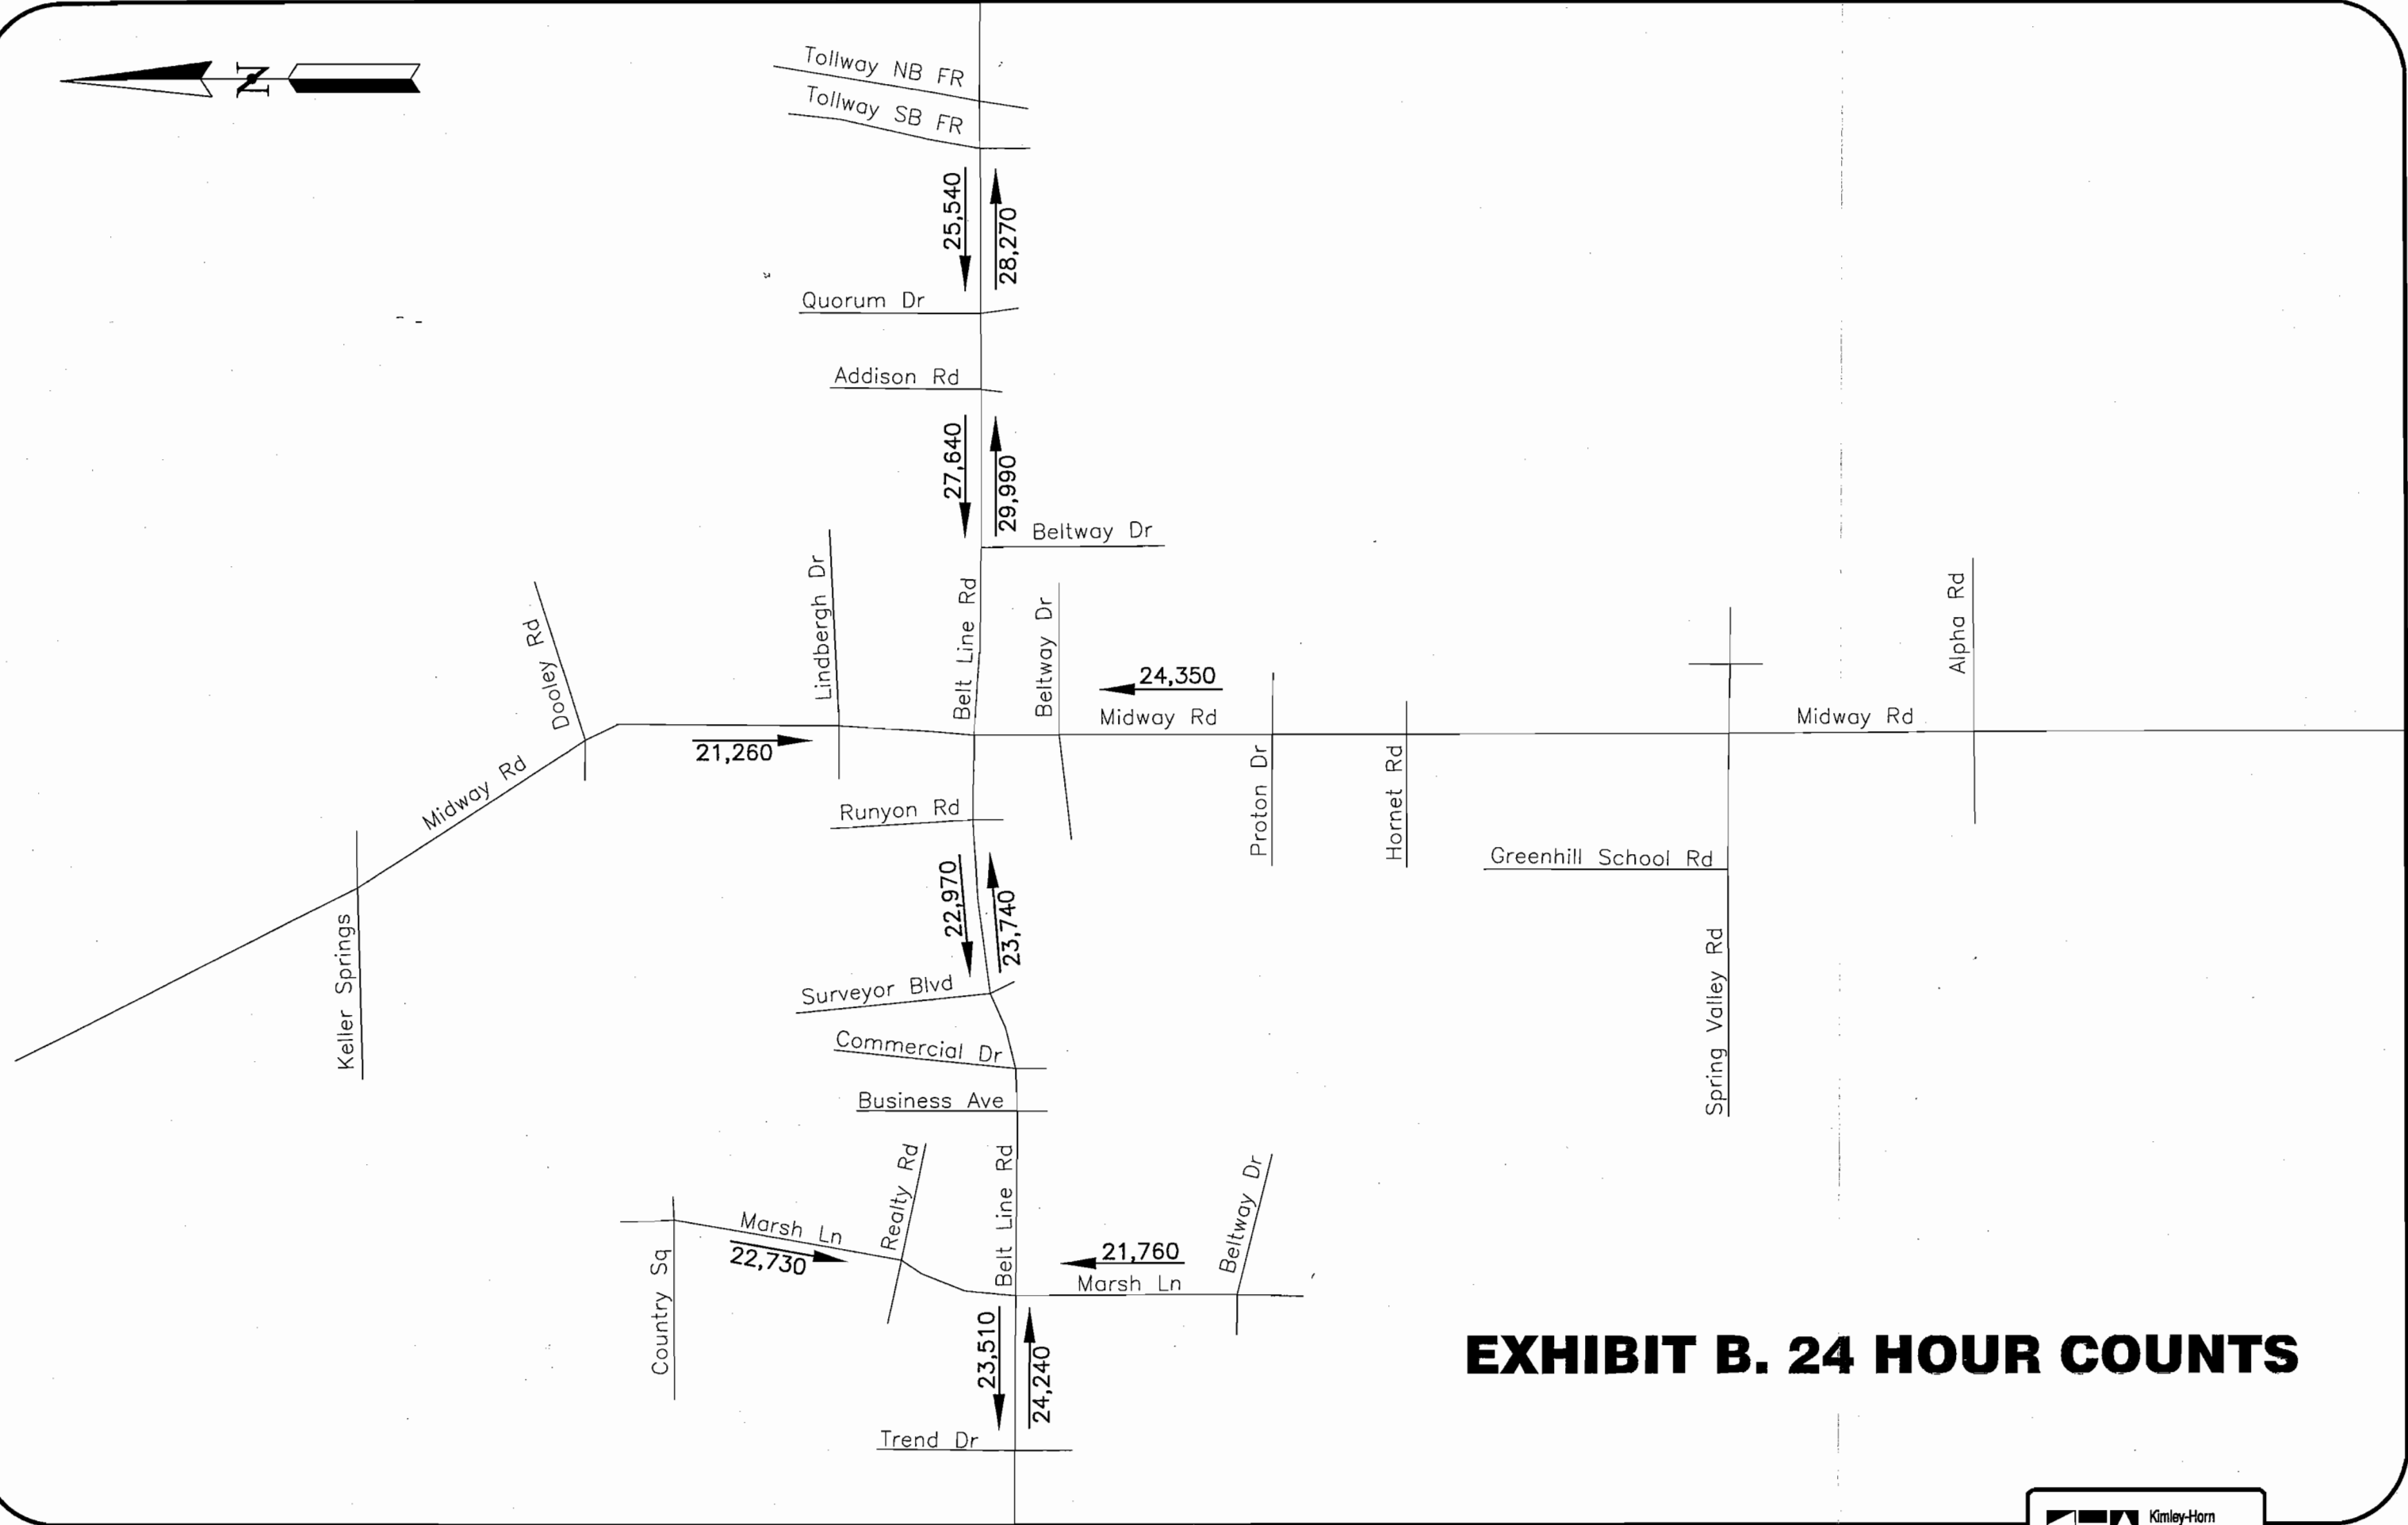 N
Tollway NB FR
Tollway SB FR
25,540
28,270
Quorum Dr
Addison Rd
27,640
29,990
Beltway Dr
Dooley Rd
Lindbergh Dr
Belt Line Rd
Beltway Dr
24,350
Midway Rd
Midway Rd
Alpha Rd
21,260
Midway Rd
Runyon Rd
Proton Dr
Hornet Rd
Greenhill School Rd
22,970
23,740
Keller Springs
Surveyor Blvd
Spring Valley Rd
Commercial Dr
Business Ave
Realty Rd
Belt Line Rd
Beltway Dr
Marsh Ln
22,730
21,760
Marsh Ln
Country Sq
23,510
24,240
EXHIBIT B. 24 HOUR COUNTS
Trend Dr
Kimley-Horn